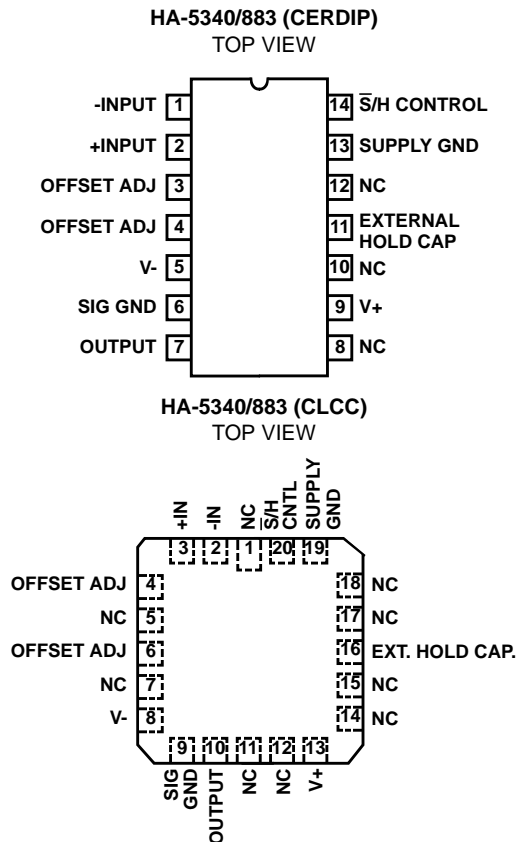 HA-5340/883 (CERDIP)
TOP VIEW
-INPUT 1
+INPUT 2
OFFSET ADJ 3
OFFSET ADJ 4
V- 5
SIG GND 6
OUTPUT 7
14 S̅/H CONTROL
13 SUPPLY GND
12 NC
11 EXTERNAL
HOLD CAP
10 NC
9 V+
8 NC
HA-5340/883 (CLCC)
TOP VIEW
+IN
-IN
NC
S̅/H
CNTL
SUPPLY
GND
3 2 1 20 19
OFFSET ADJ 4
NC 5
OFFSET ADJ 6
NC 7
V- 8
18 NC
17 NC
16 EXT. HOLD CAP.
15 NC
14 NC
9 10 11 12 13
SIG
GND
OUTPUT
NC
NC
V+